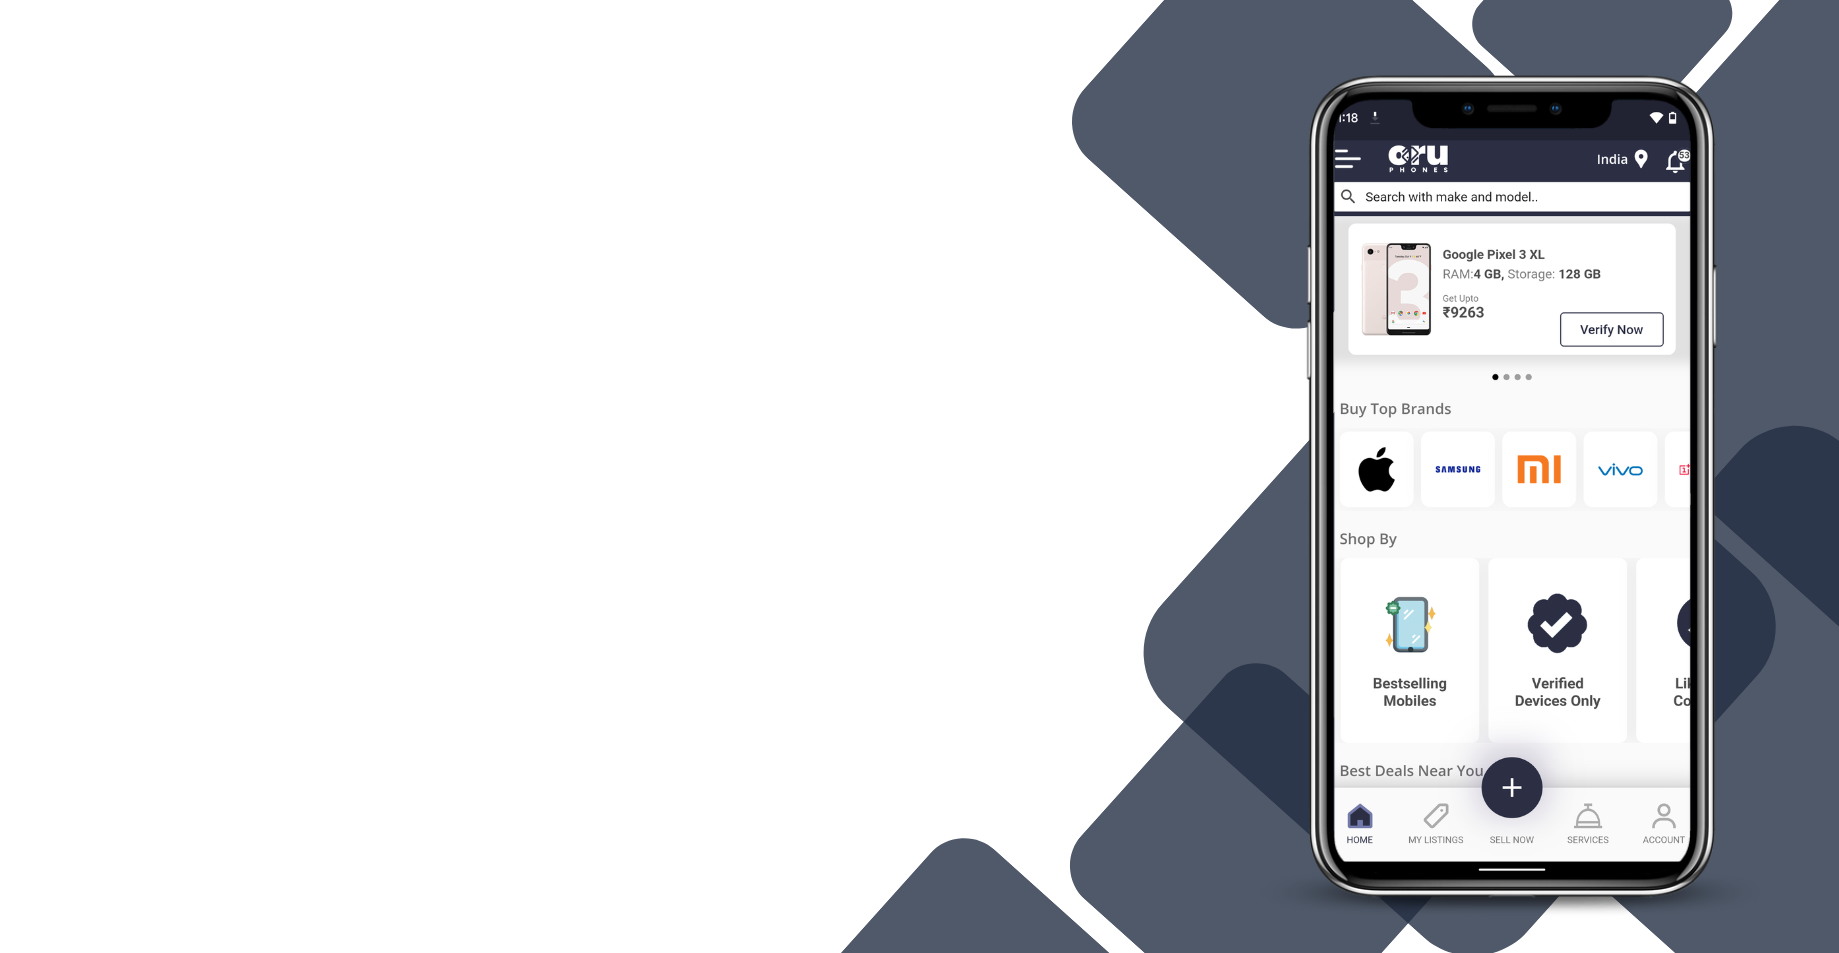 :18
oru
PHONES
India
53
Search with make and model..
Google Pixel 3 XL
RAM:4 GB, Storage: 128 GB
Get Upto
₹9263
Verify Now
Buy Top Brands
SAMSUNG
mi
vivo
1+
Shop By
Bestselling
Mobiles
Verified
Devices Only
Li
Co
Best Deals Near You
+
HOME
MY LISTINGS
SELL NOW
SERVICES
ACCOUNT